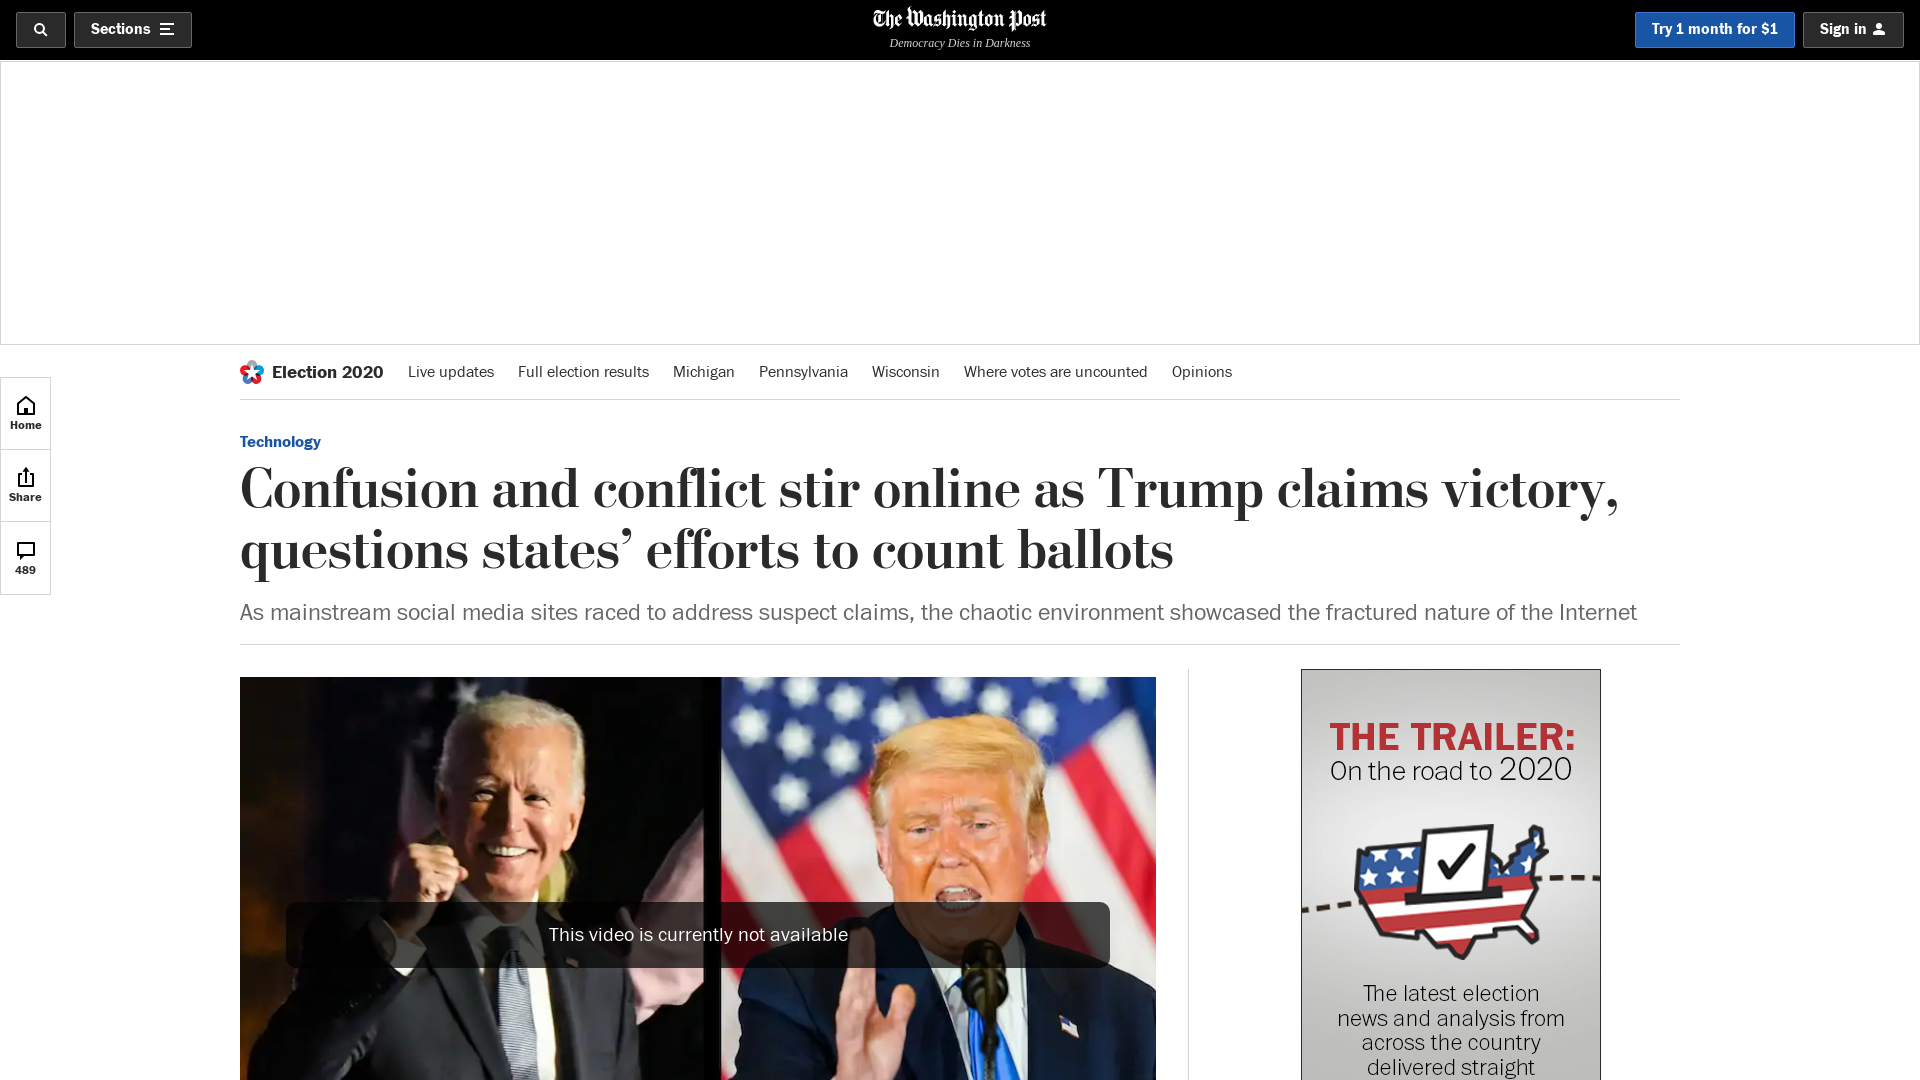 Sections
The Washington Post
Democracy Dies in Darkness
Try 1 month for $1
Sign in
Election 2020
Live updates
Full election results
Michigan
Pennsylvania
Wisconsin
Where votes are uncounted
Opinions
Home
Share
489
Technology
Confusion and conflict stir online as Trump claims victory,
questions states’ efforts to count ballots
As mainstream social media sites raced to address suspect claims, the chaotic environment showcased the fractured nature of the Internet
This video is currently not available
THE TRAILER:
On the road to 2020
The latest election
news and analysis from
across the country
delivered straight